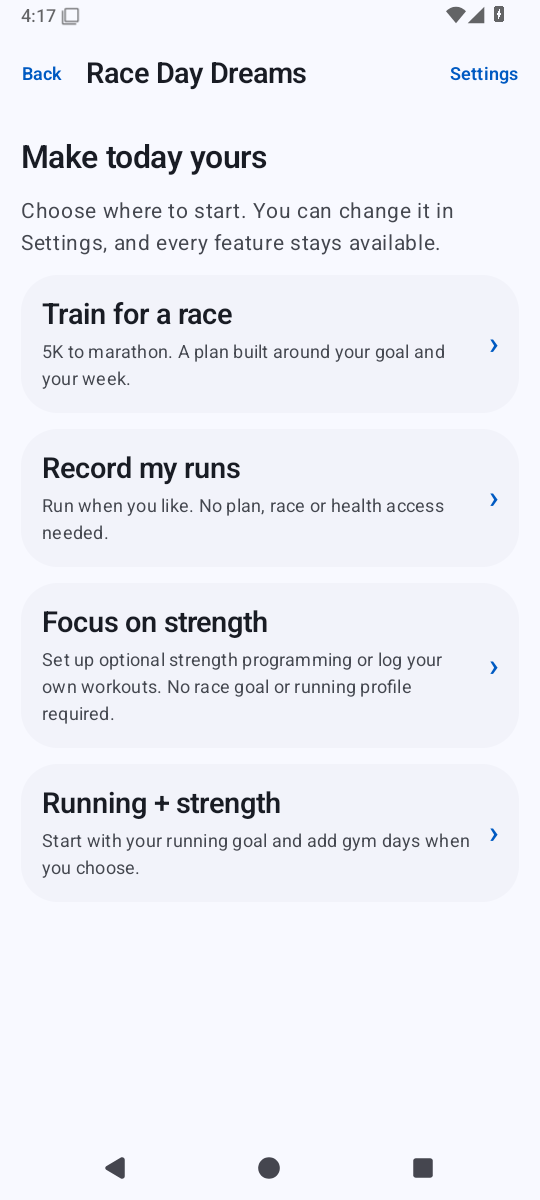 4:17
Back
Race Day Dreams
Settings
Make today yours
Choose where to start. You can change it in
Settings, and every feature stays available.
Train for a race
5K to marathon. A plan built around your goal and
your week.
Record my runs
Run when you like. No plan, race or health access
needed.
Focus on strength
Set up optional strength programming or log your
own workouts. No race goal or running profile
required.
Running + strength
Start with your running goal and add gym days when
you choose.